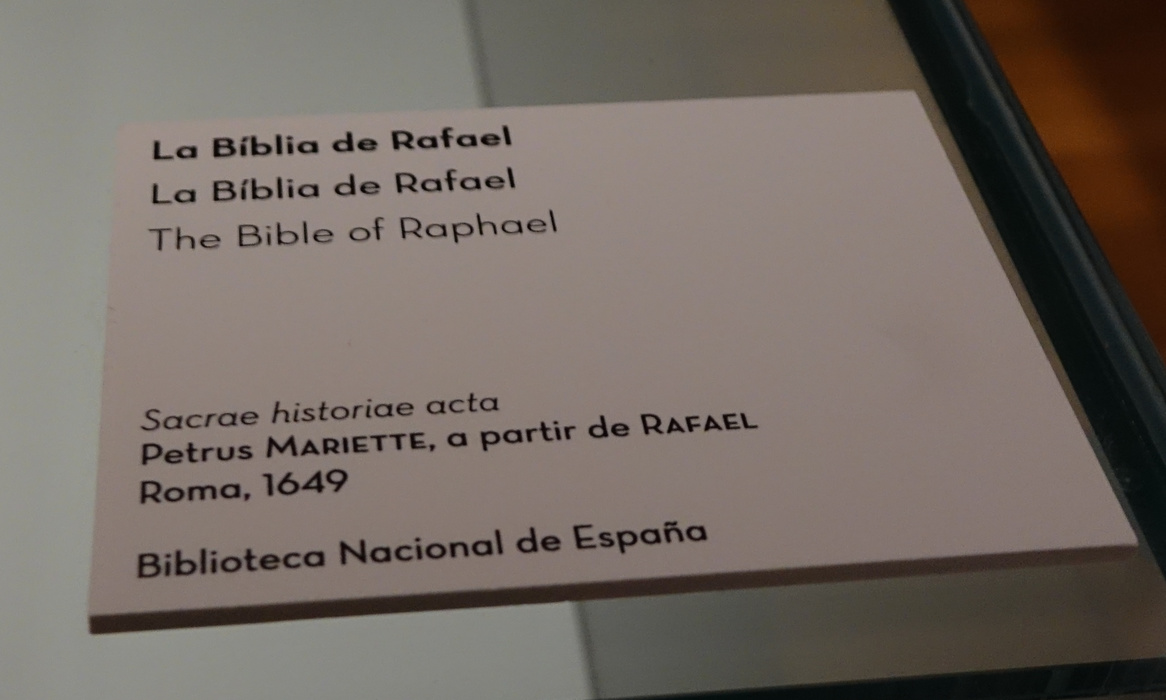 La Bíblia de Rafael
La Bíblia de Rafael
The Bible of Raphael
Sacrae historiae acta
Petrus MARIETTE, a partir de RAFAEL
Roma, 1649
Biblioteca Nacional de España